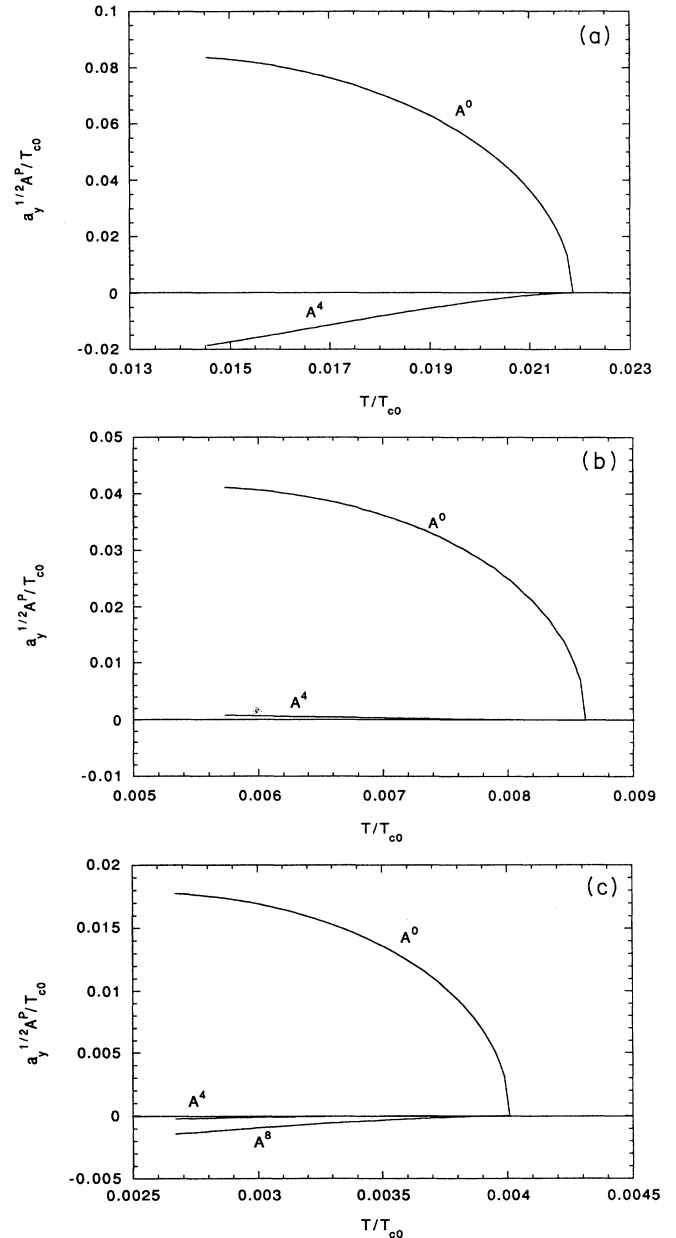 (a)
0.1
0.08
0.06
0.04
0.02
0
-0.02
a_y^{1/2} A^P/T_{c0}
A^0
A^4
0.013 0.015 0.017 0.019 0.021 0.023
T/T_{c0}
(b)
0.05
0.04
0.03
0.02
0.01
0
-0.01
a_y^{1/2} A^P/T_{c0}
A^0
A^4
0.005 0.006 0.007 0.008 0.009
T/T_{c0}
(c)
0.02
0.015
0.01
0.005
0
-0.005
a_y^{1/2} A^P/T_{c0}
A^0
A^4
A^8
0.0025 0.003 0.0035 0.004 0.0045
T/T_{c0}